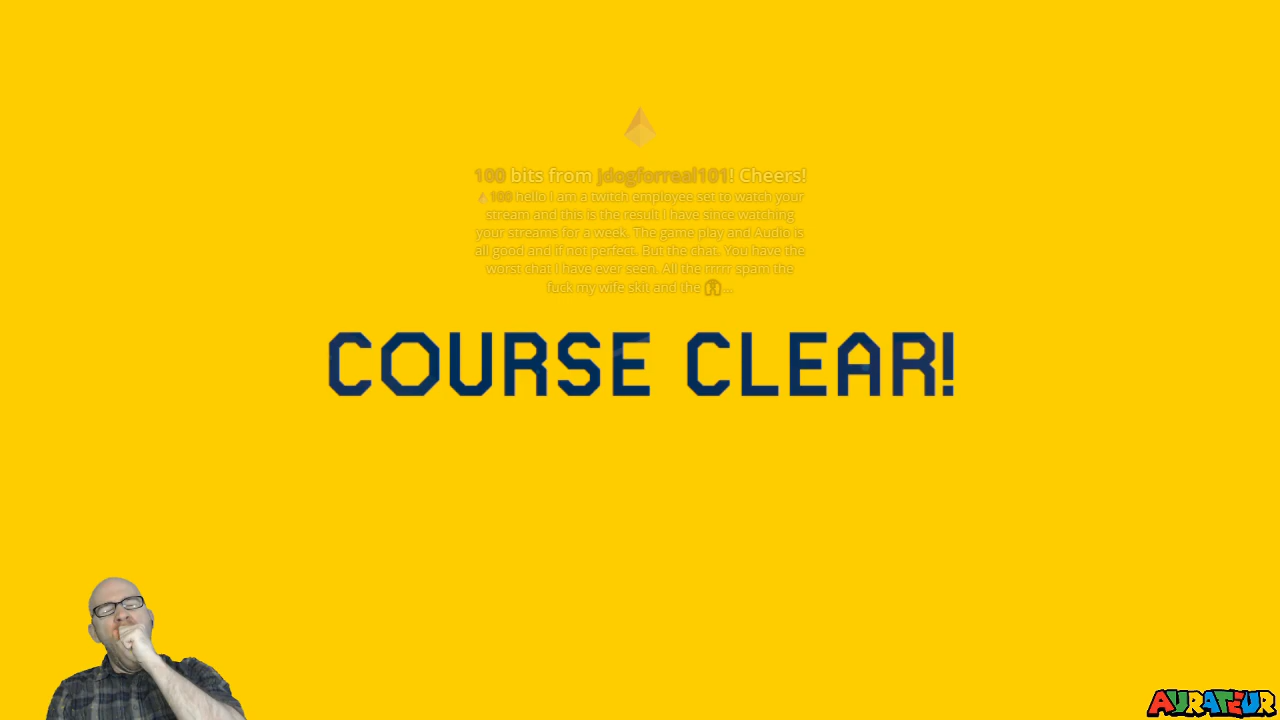 100 bits from jdogforreal101! Cheers!
100 hello I am a twitch employee set to watch your
stream and this is the result I have since watching
your streams for a week. The game play and Audio is
all good and if not perfect. But the chat. You have the
worst chat I have ever seen. All the rrrrr spam the
fuck my wife skit and the ...
COURSE CLEAR!
AURATEUR